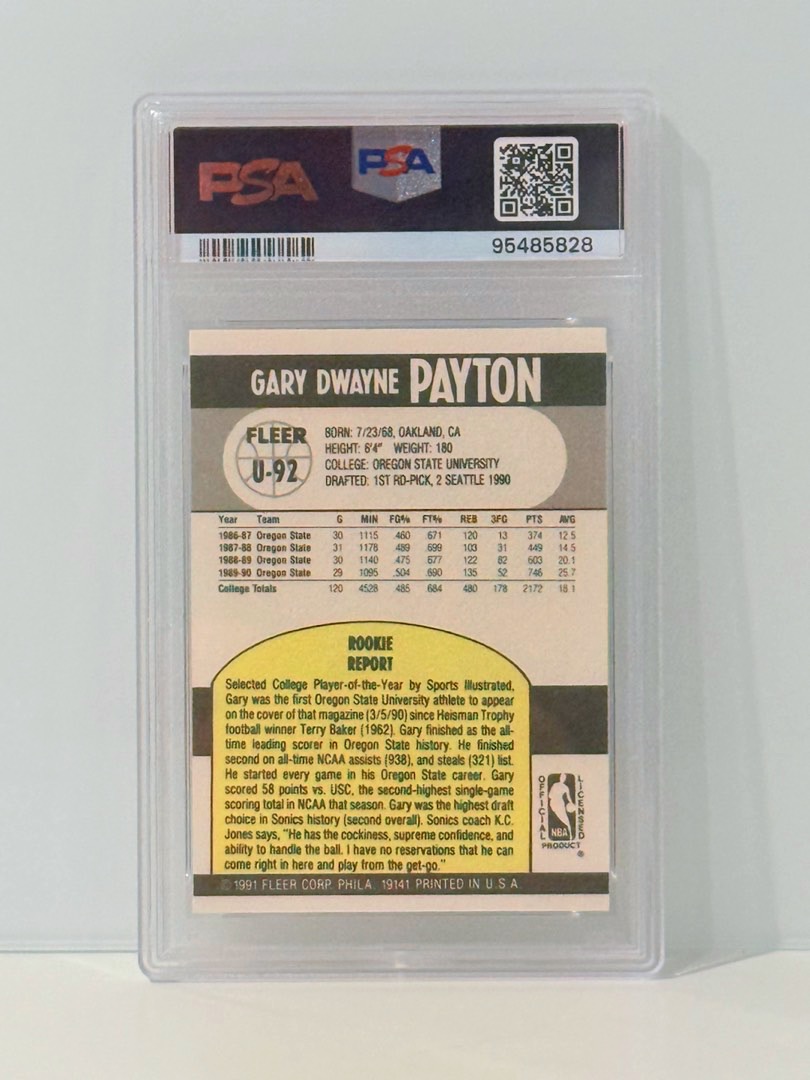 PSA PSA
95485828
GARY DWAYNE PAYTON
FLEER
U-92
BORN: 7/23/68, OAKLAND, CA
HEIGHT: 6'4" WEIGHT: 180
COLLEGE: OREGON STATE UNIVERSITY
DRAFTED: 1ST RD-PICK, 2 SEATTLE 1990
Year Team G MIN FG% FT% REB 3FG PTS AVG
1986-87 Oregon State 30 1115 .460 .671 120 13 374 12.5
1987-88 Oregon State 31 1178 .489 .699 103 31 449 14.5
1988-89 Oregon State 30 1140 .475 .677 122 82 603 20.1
1989-90 Oregon State 29 1095 .504 .690 135 52 746 25.7
College Totals 120 4528 .485 .684 480 178 2172 18.1
ROOKIE
REPORT
Selected College Player-of-the-Year by Sports Illustrated,
Gary was the first Oregon State University athlete to appear
on the cover of that magazine (3/5/90) since Heisman Trophy
football winner Terry Baker (1962). Gary finished as the all-
time leading scorer in Oregon State history. He finished
second on all-time NCAA assists (938), and steals (321) list.
He started every game in his Oregon State career. Gary
scored 58 points vs. USC, the second-highest single-game
scoring total in NCAA that season. Gary was the highest draft
choice in Sonics history (second overall). Sonics coach K.C.
Jones says, "He has the cockiness, supreme confidence, and
ability to handle the ball. I have no reservations that he can
come right in here and play from the get-go."
OFFICIAL
LICENSED
NBA
PRODUCT ®
© 1991 FLEER CORP. PHILA. 19141 PRINTED IN U.S.A.